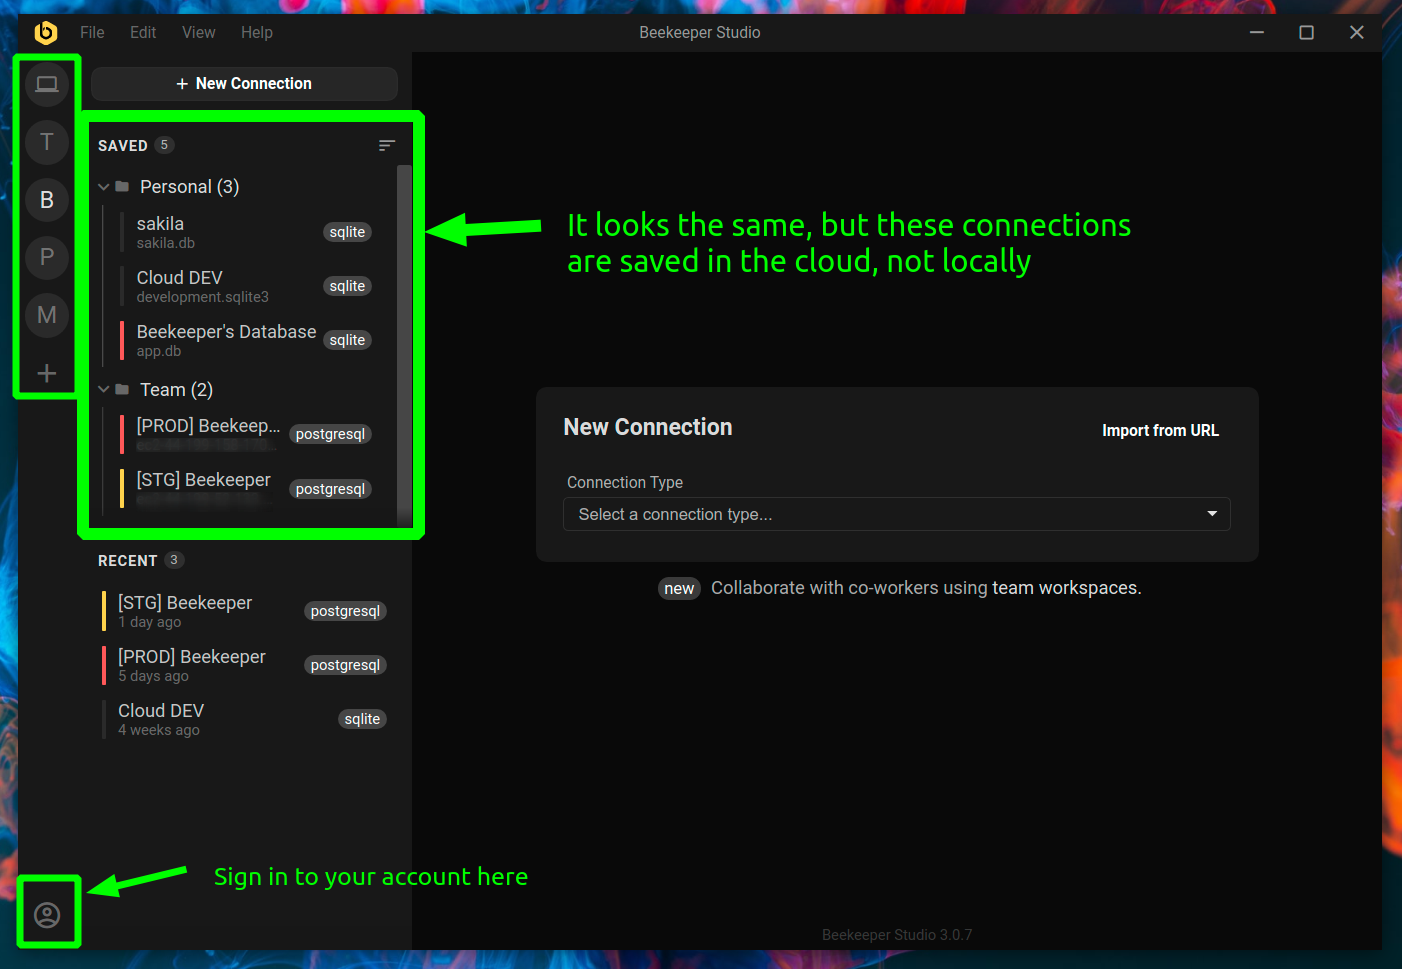 File Edit View Help
Beekeeper Studio
T
B
P
M
+ New Connection
SAVED 5
Personal (3)
sakila
sakila.db
sqlite
Cloud DEV
development.sqlite3
sqlite
Beekeeper's Database
app.db
sqlite
Team (2)
[PROD] Beekeep...
postgresql
[STG] Beekeeper
postgresql
RECENT 3
[STG] Beekeeper
1 day ago
postgresql
[PROD] Beekeeper
5 days ago
postgresql
Cloud DEV
4 weeks ago
sqlite
It looks the same, but these connections
are saved in the cloud, not locally
New Connection
Import from URL
Connection Type
Select a connection type...
new Collaborate with co-workers using team workspaces.
Sign in to your account here
Beekeeper Studio 3.0.7